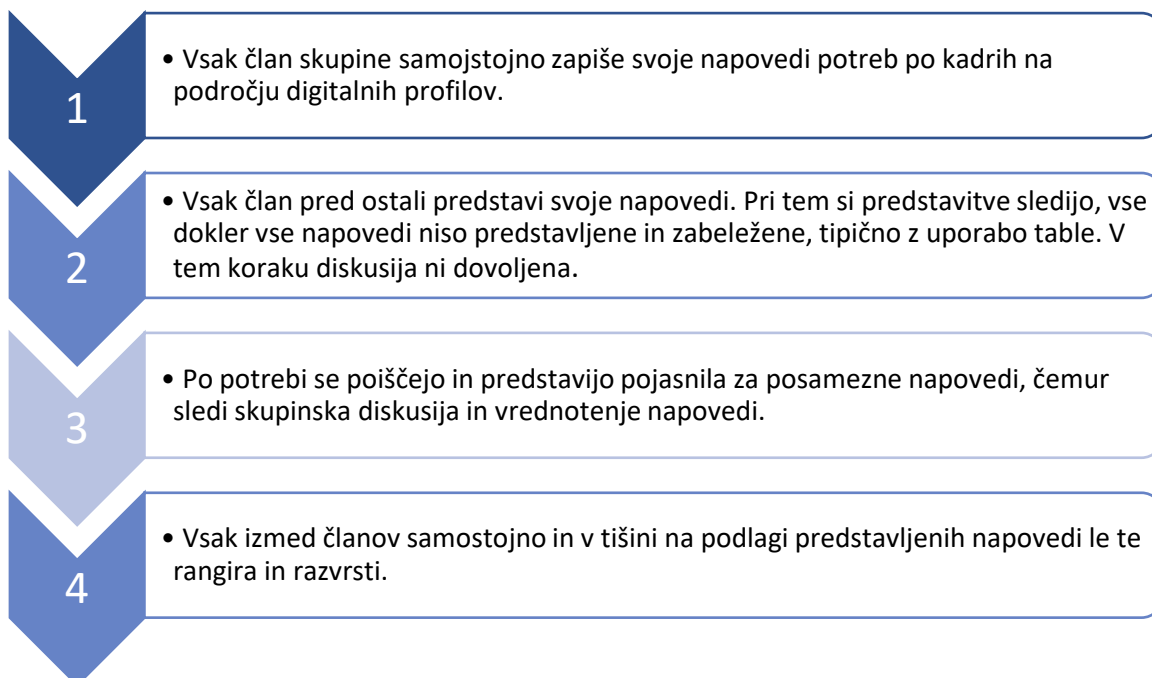 1
• Vsak član skupine samojstojno zapiše svoje napovedi potreb po kadrih na
področju digitalnih profilov.
2
• Vsak član pred ostali predstavi svoje napovedi. Pri tem si predstavitve sledijo, vse
dokler vse napovedi niso predstavljene in zabeležene, tipično z uporabo table. V
tem koraku diskusija ni dovoljena.
3
• Po potrebi se poiščejo in predstavijo pojasnila za posamezne napovedi, čemur
sledi skupinska diskusija in vrednotenje napovedi.
4
• Vsak izmed članov samostojno in v tišini na podlagi predstavljenih napovedi le te
rangira in razvrsti.